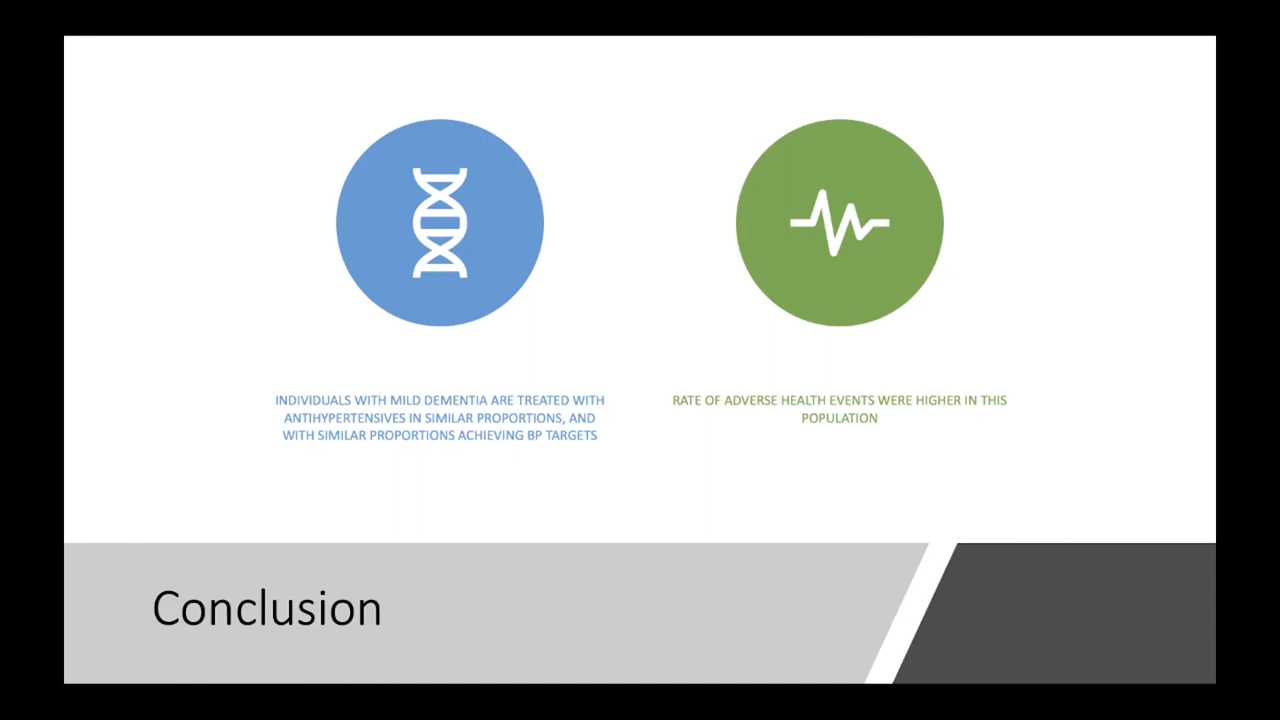 INDIVIDUALS WITH MILD DEMENTIA ARE TREATED WITH
ANTIHYPERTENSIVES IN SIMILAR PROPORTIONS, AND
WITH SIMILAR PROPORTIONS ACHIEVING BP TARGETS
RATE OF ADVERSE HEALTH EVENTS WERE HIGHER IN THIS
POPULATION
Conclusion